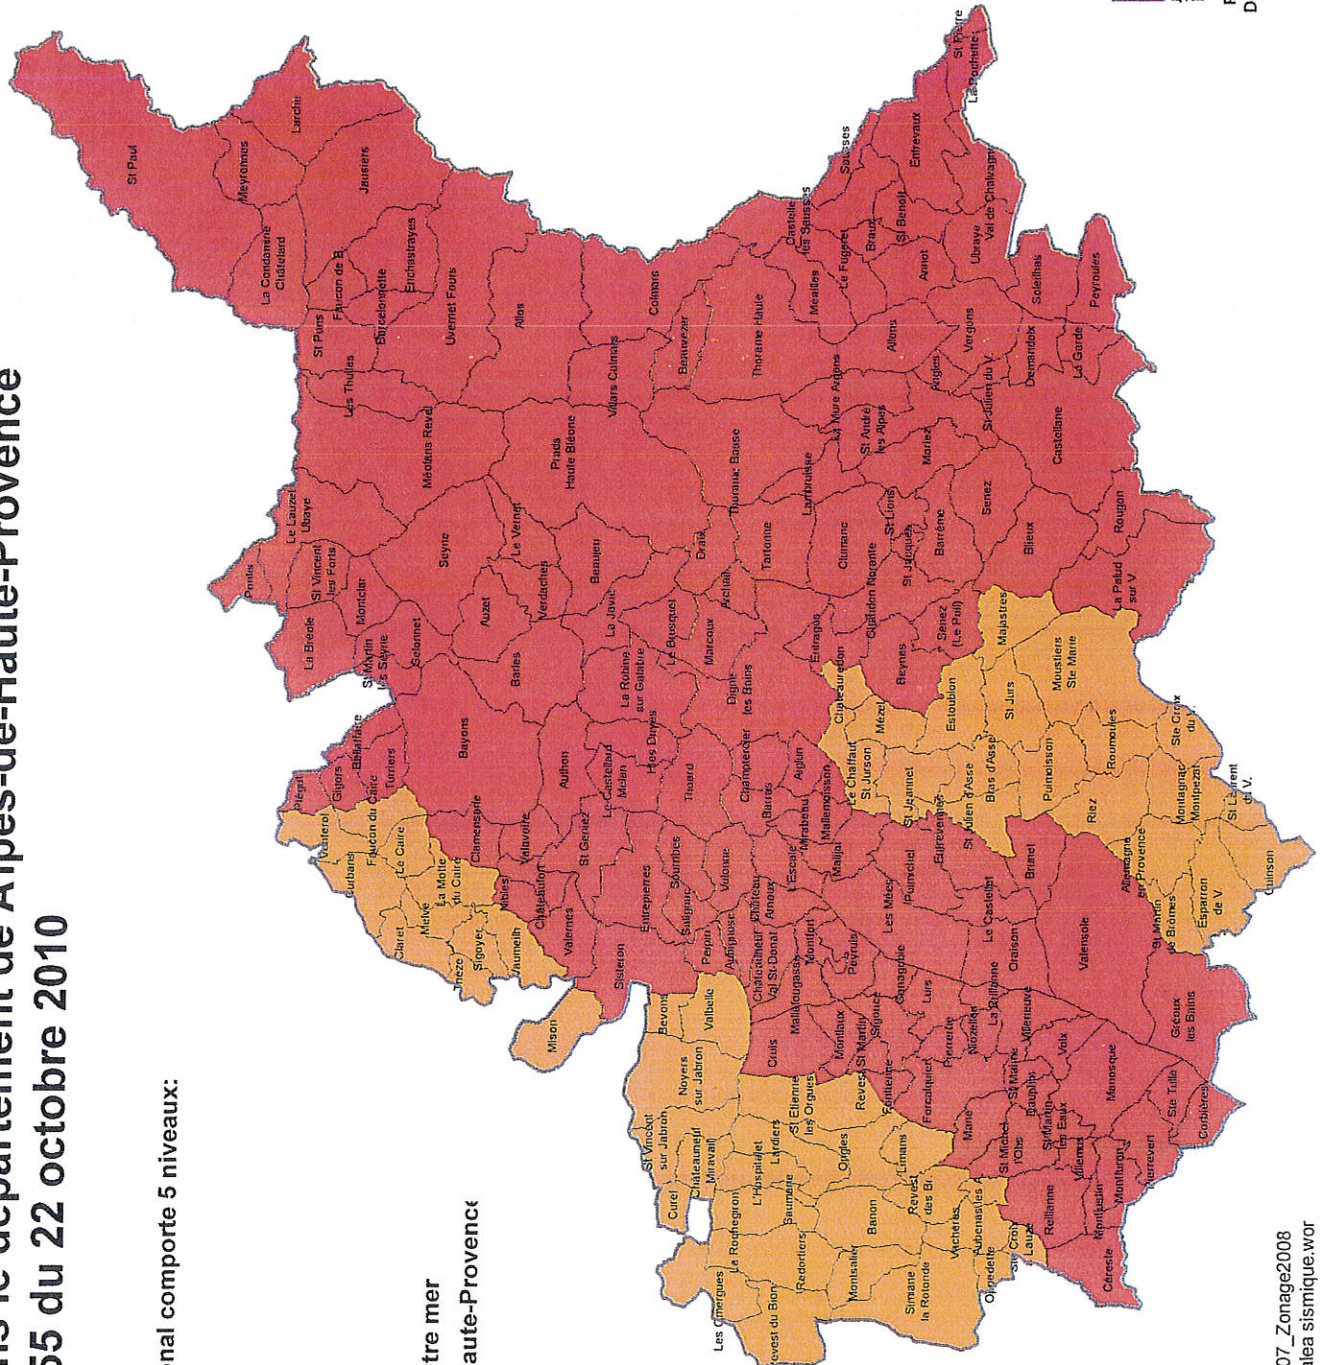 ns le département de Alpes-de-Haute-Provence
55 du 22 octobre 2010
nal comporte 5 niveaux:
tre mer
aute-Provence
07_Zonage2008
alea sismique.wor
St Paul
Larche
Meyronnes
La Condamine
Châtelard
Jausiers
St Pons
Faucon de B
Barcelonnette
Enchastrayes
Les Thuiles
Uvernet Fours
Allos
Méolans Revel
Le Lauzet
Ubaye
Pontis
St Vincent
les Forts
La Bréole
Montclar
St Martin
les Seyne
Selonnet
Seyne
Le Vernet
Auzet
Verdaches
Barles
Beaujeu
Prads
Haute Bléone
Villars Colmars
Colmars
Beauvezer
Thorame Haute
Thorame Basse
Bellaffaire
Gigors
Piégut
Turriers
Venterol
Faucon du Caire
Urbans
Le Caire
Bayons
Claret
Melve
La Motte
du Caire
Clamensane
Sigoyer
Nibles
Valavoire
Authon
Vaumeilh
Châteaufort
Valernes
St Geniez
Le Castellard
Melan
La Javie
La Robine
sur Galabre
Le Brusquet
Draix
Archail
Marcoux
Htes Duyes
Thoard
Digne
les Bains
Champtercier
Barras
Aiglun
Mirabeau
Mallemoisson
Mison
Sisteron
Entrepierres
Sourribes
Salignac
Volonne
Peipin
Aubignosc
Château
Arnoux
L'Escale
Malijai
Châteauneuf
Val St-Donat
Montfort
Peyruis
Les Mées
Puimichel
Bevons
Valbelle
Noyers
sur Jabron
St Vincent
sur Jabron
Châteauneuf
Miravail
Curel
Les Omergues
Le Rochegiron
L'Hospitalet
Saumane
Lardiers
St Etienne
les Orgues
Cruis
Mallefougasse
Montlaux
St Martin
Sigonce
Ganagobie
Lurs
Revest
Fontienne
Ongles
Limans
Forcalquier
Pierrerue
Niozelles
La Brillanne
Villeneuve
Oraison
Le Castellet
Brunet
Valensole
evest du Bion
Redortiers
Montsalier
Banon
Revest
des Br.
Simiane
la Rotonde
Vachères
Aubenas les A
Oppedette
Ste Croix
Lauze
Mane
St Michel
l'Obs
St Maime
Dauphin
St Martin
les Eaux
Volx
Villemus
Manosque
Reillanne
Montjustin
Montfuron
Pierrevert
Céreste
Ste Tulle
Corbières
Gréoux
les Bains
Castellet
les Sausses
Sausses
Méailles
Le Fugeret
Braux
St Benoit
Entrevaux
St Pierre
La Rochette
Annot
Ubraye
Val de Chalvagne
Allons
Vergons
Angles
La Mure Argens
St André
les Alpes
Moriez
Lambruisse
Tartonne
Clumanc
St Lions
St Jacques
Barrême
Chaudon Norante
Entrages
Beynes
Senez
(Le Poil)
Senez
Blieux
St Julien du V.
Castellane
Demandolx
Soleilhas
La Garde
Peyroules
Rougon
La Palud
sur V.
Majastres
Moustiers
Ste Marie
Châteauredon
Mézel
Estoublon
St Jurs
Le Chaffaut
St Jurson
St Jeannet
Bras d'Asse
St Julien d'Asse
Entrevennes
Puimoisson
Roumoules
Riez
Ste Croix
du V.
Montagnac
Montpezat
St Laurent
du V.
Allemagne
en Provence
St Martin
de Brômes
Esparron
de V.
Quinson